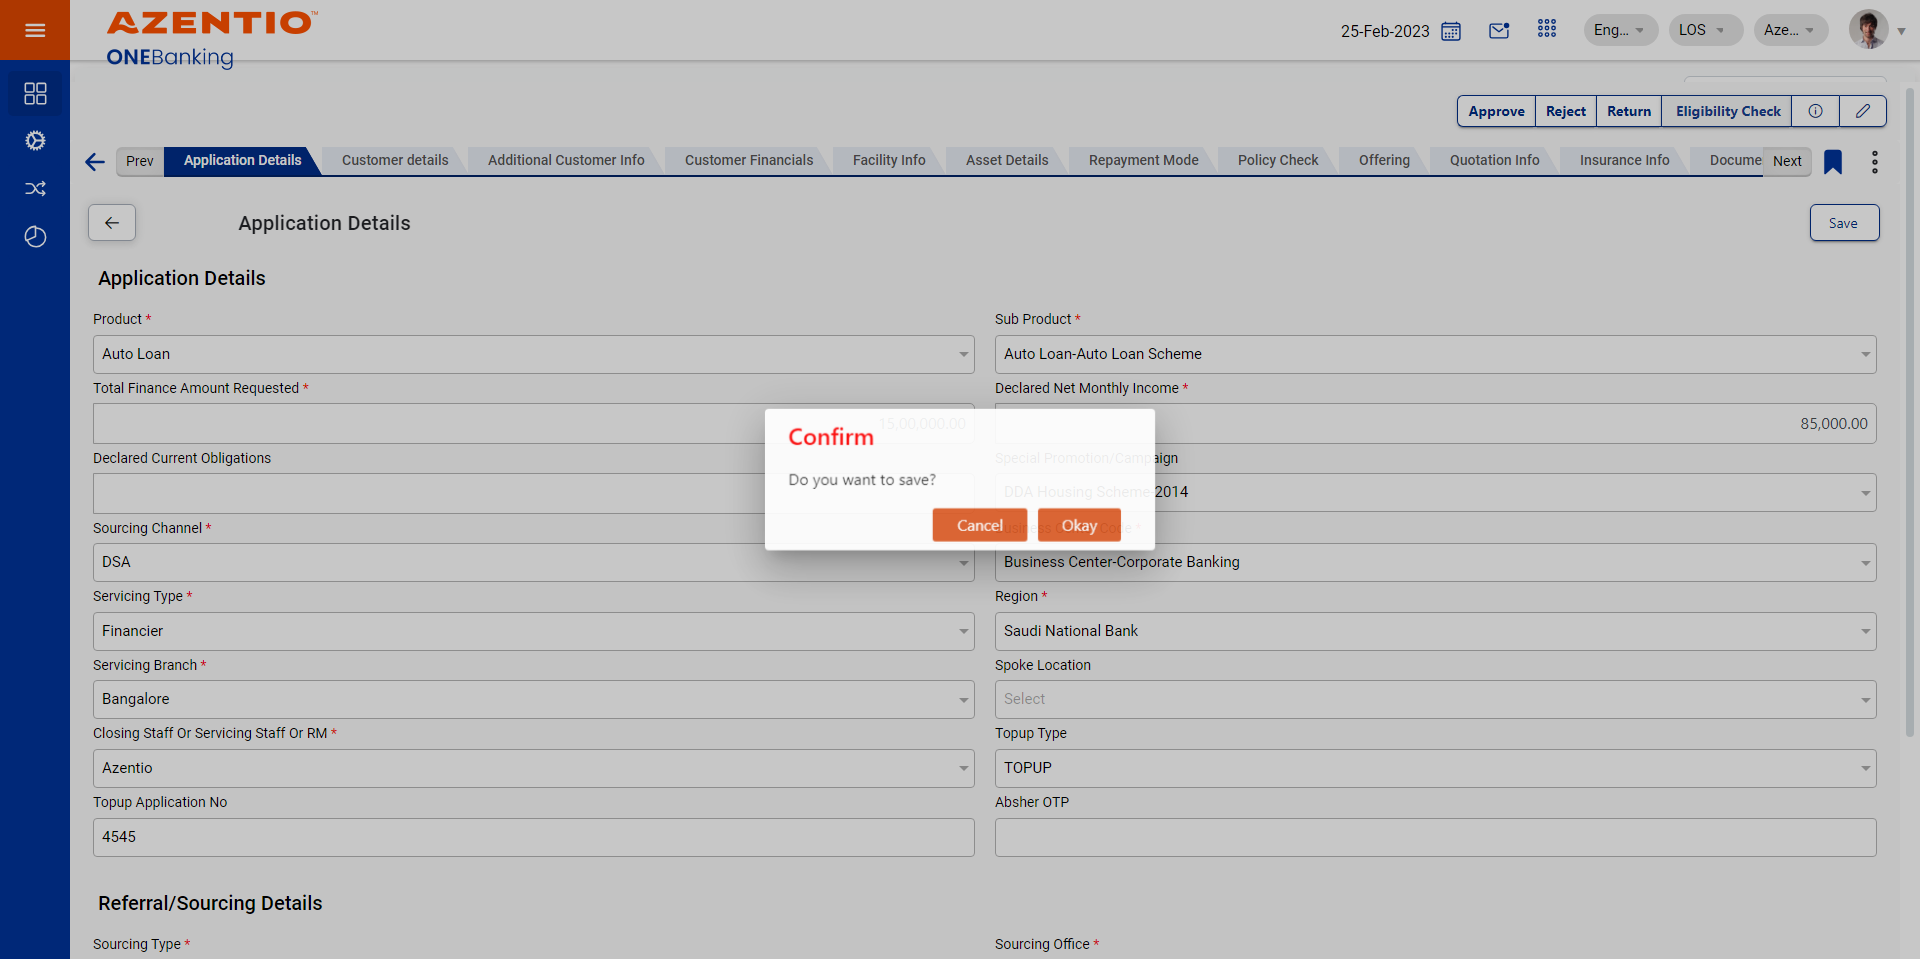 AZENTIO™
ONEBanking
25-Feb-2023
Eng...
LOS
Aze...
Approve
Reject
Return
Eligibility Check
Prev
Application Details
Customer details
Additional Customer Info
Customer Financials
Facility Info
Asset Details
Repayment Mode
Policy Check
Offering
Quotation Info
Insurance Info
Docume
Next
Application Details
Save
Application Details
Product *
Sub Product *
Auto Loan
Auto Loan-Auto Loan Scheme
Total Finance Amount Requested *
Declared Net Monthly Income *
15,00,000.00
85,000.00
Confirm
Do you want to save?
Cancel
Okay
Declared Current Obligations
Special Promotion/Campaign
DDA Housing Scheme 2014
Sourcing Channel *
DSA
Business Center-Corporate Banking
Servicing Type *
Region *
Financier
Saudi National Bank
Servicing Branch *
Spoke Location
Bangalore
Select
Closing Staff Or Servicing Staff Or RM *
Topup Type
Azentio
TOPUP
Topup Application No
Absher OTP
4545
Referral/Sourcing Details
Sourcing Type *
Sourcing Office *